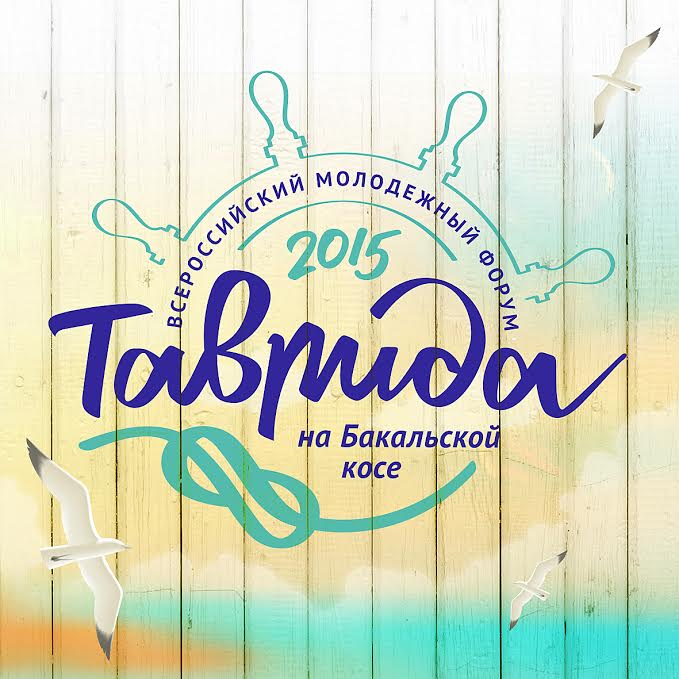 ВСЕРОССИЙСКИЙ МОЛОДЕЖНЫЙ ФОРУМ
2015
Таврида
на Бакальской
косе